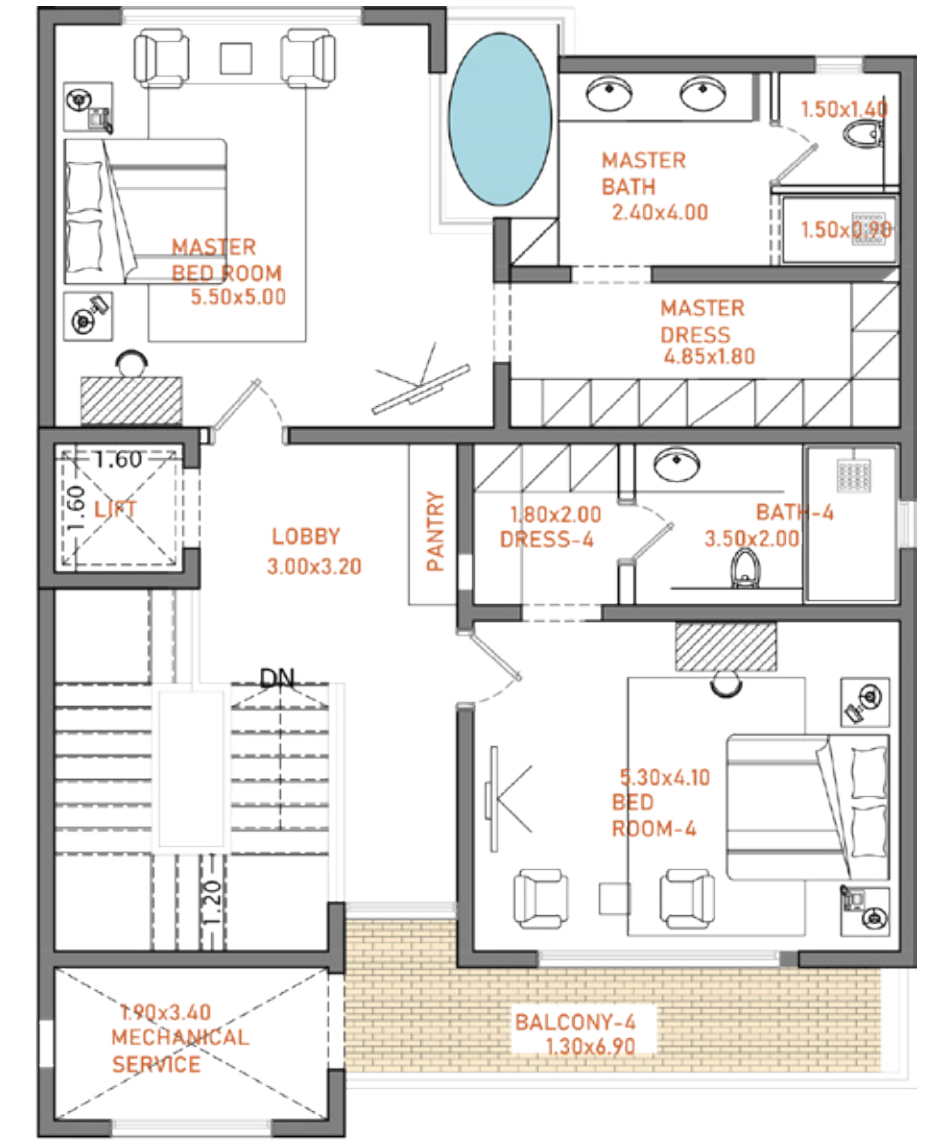 1.50x1.40
MASTER
BATH
2.40x4.00
1.50x0.90
MASTER
BED ROOM
5.50x5.00
MASTER
DRESS
4.85x1.80
1.60
1.60
LIFT
LOBBY
3.00x3.20
PANTRY
1.80x2.00
DRESS-4
BATH-4
3.50x2.00
DN
5.30x4.10
BED
ROOM-4
1.20
1.90x3.40
MECHANICAL
SERVICE
BALCONY-4
1.30x6.90